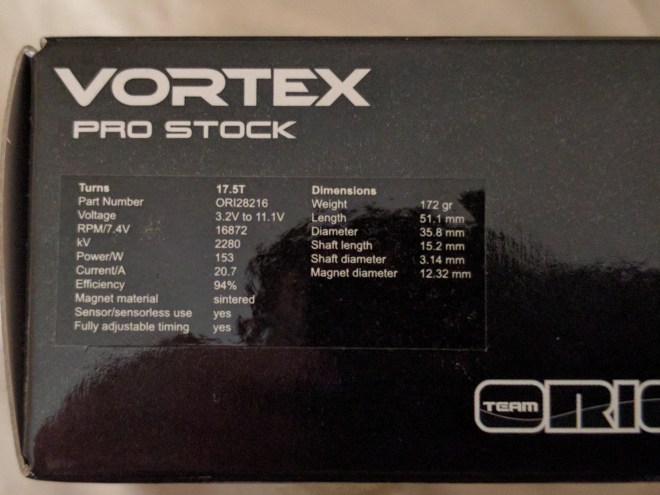 VORTEX
PRO STOCK
Turns 17.5T
Part Number ORI28216
Voltage 3.2V to 11.1V
RPM/7.4V 16872
kV 2280
Power/W 153
Current/A 20.7
Efficiency 94%
Magnet material sintered
Sensor/sensorless use yes
Fully adjustable timing yes
Dimensions
Weight 172 gr
Length 51.1 mm
Diameter 35.8 mm
Shaft length 15.2 mm
Shaft diameter 3.14 mm
Magnet diameter 12.32 mm
TEAM
ORI